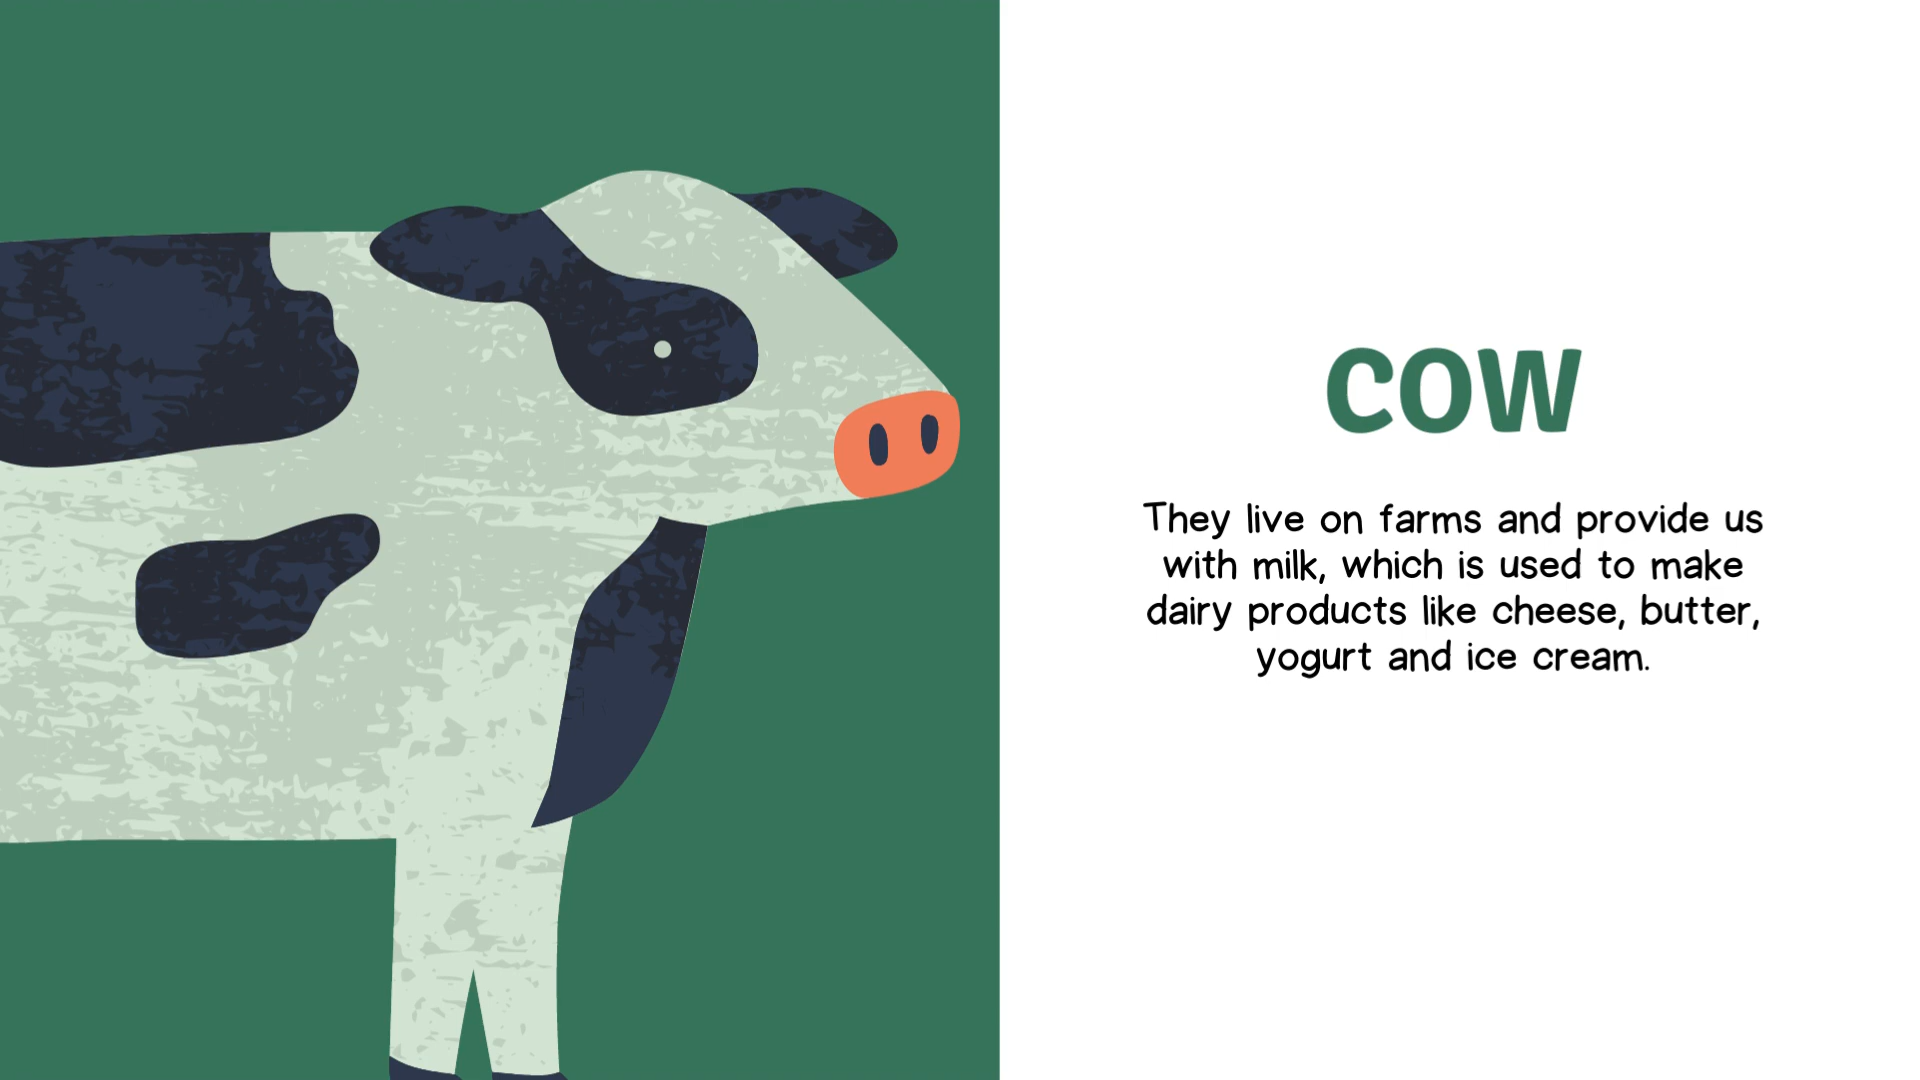 COW
They live on farms and provide us
with milk, which is used to make
dairy products like cheese, butter,
yogurt and ice cream.